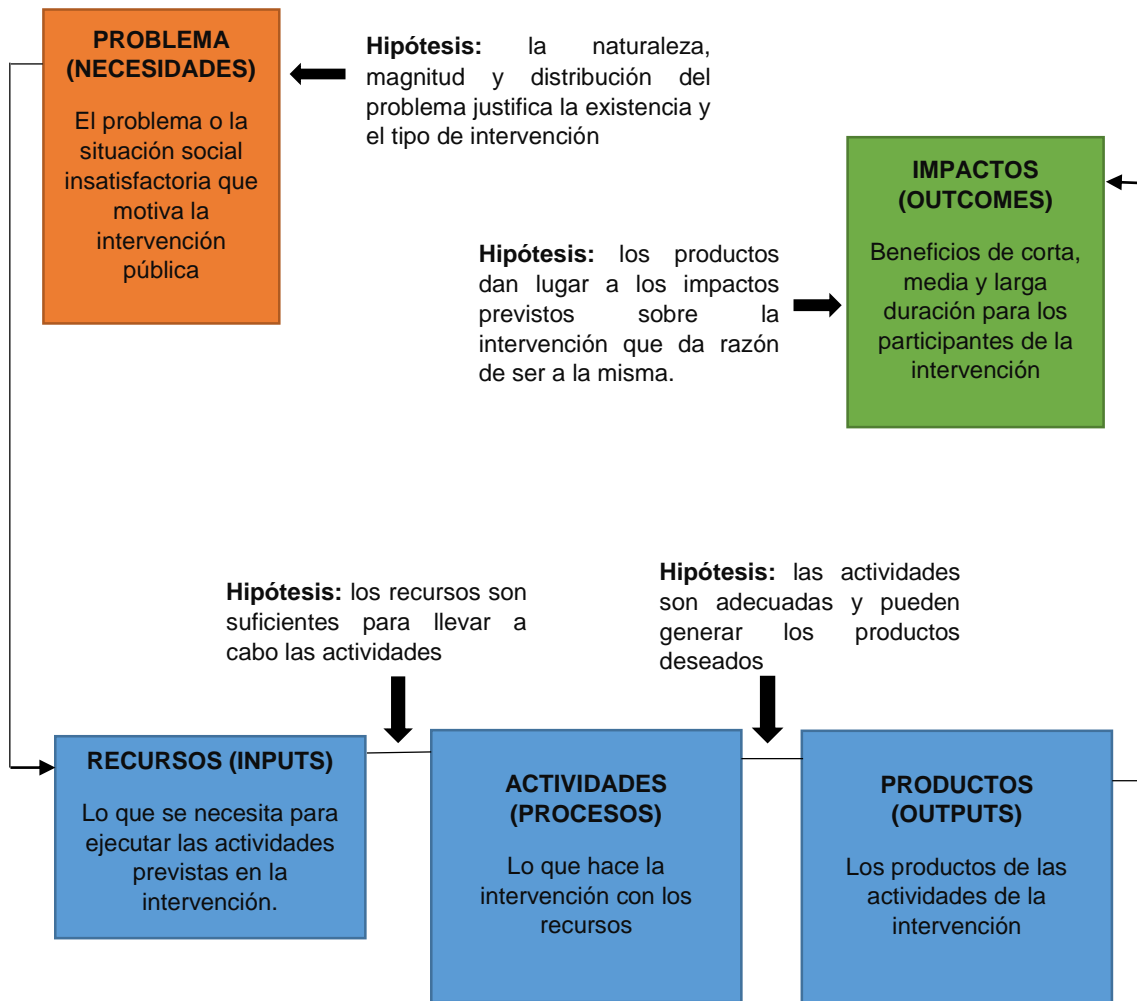 PROBLEMA
(NECESIDADES)
El problema o la
situación social
insatisfactoria que
motiva la
intervención
pública
Hipótesis: la naturaleza,
magnitud y distribución del
problema justifica la existencia y
el tipo de intervención
IMPACTOS
(OUTCOMES)
Beneficios de corta,
media y larga
duración para los
participantes de la
intervención
Hipótesis: los productos
dan lugar a los impactos
previstos sobre la
intervención que da razón
de ser a la misma.
Hipótesis: los recursos son
suficientes para llevar a
cabo las actividades
Hipótesis: las actividades
son adecuadas y pueden
generar los productos
deseados
RECURSOS (INPUTS)
Lo que se necesita para
ejecutar las actividades
previstas en la
intervención.
ACTIVIDADES
(PROCESOS)
Lo que hace la
intervención con los
recursos
PRODUCTOS
(OUTPUTS)
Los productos de las
actividades de la
intervención